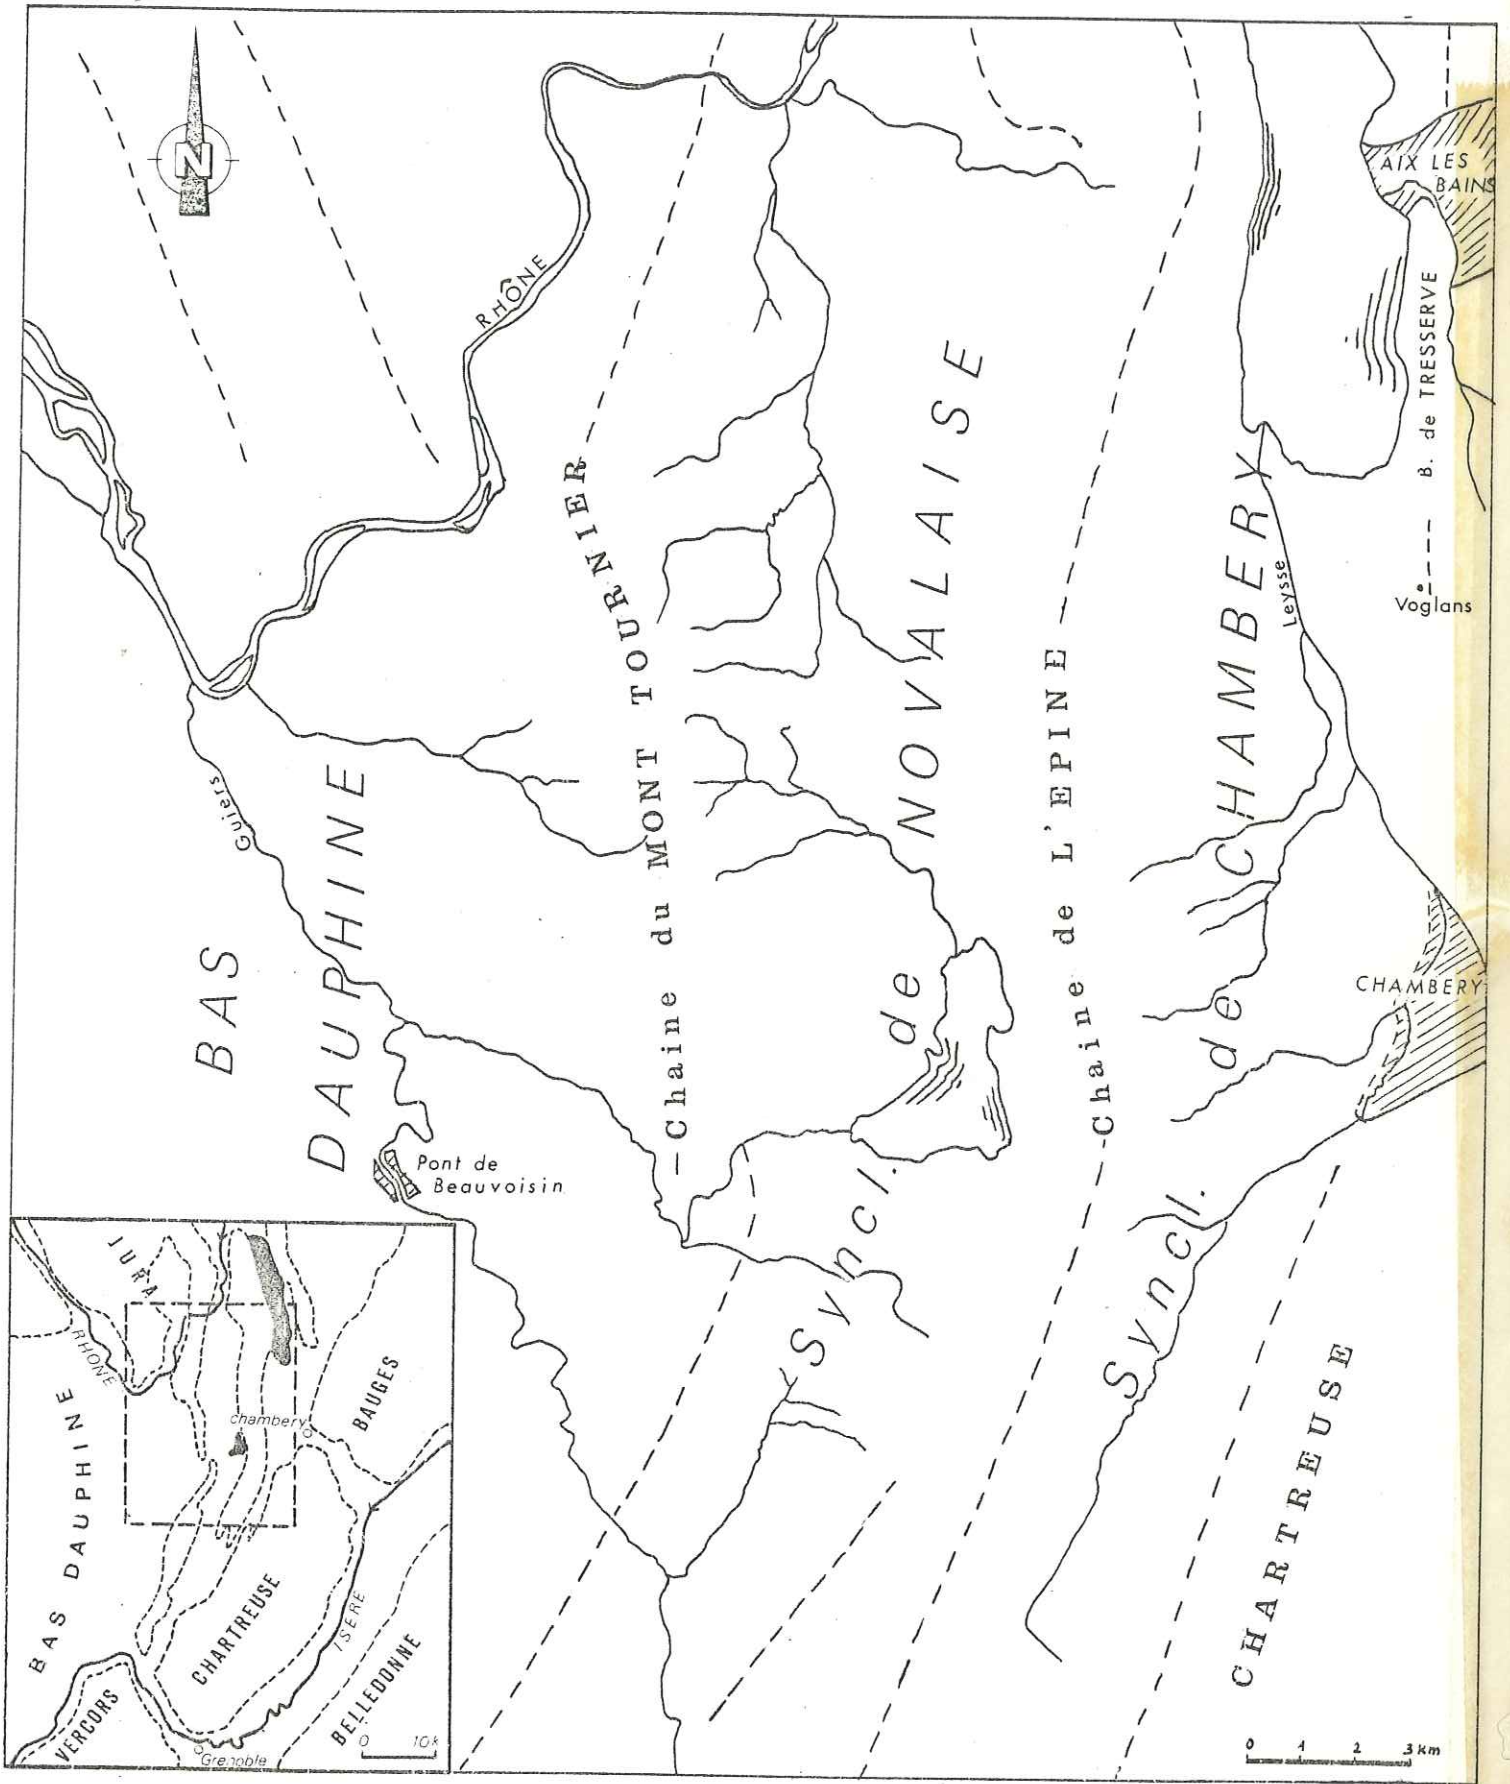 N
AIX LES
BAINS
RHÔNE
B. de TRESSERVE
Voglans
Leysse
Chaine du MONT TOURNIER
Syncl. de NOVALAISE
Chaine de L'EPINE
Syncl. de CHAMBERY
Guiers
BAS
DAUPHINE
CHAMBERY
Pont de
Beauvoisin
CHARTREUSE
0 1 2 3 km
JURA
RHONE
BAUGES
chambery
BAS DAUPHINE
CHARTREUSE
ISERE
BELLEDONNE
VERCORS
Grenoble
0 10k